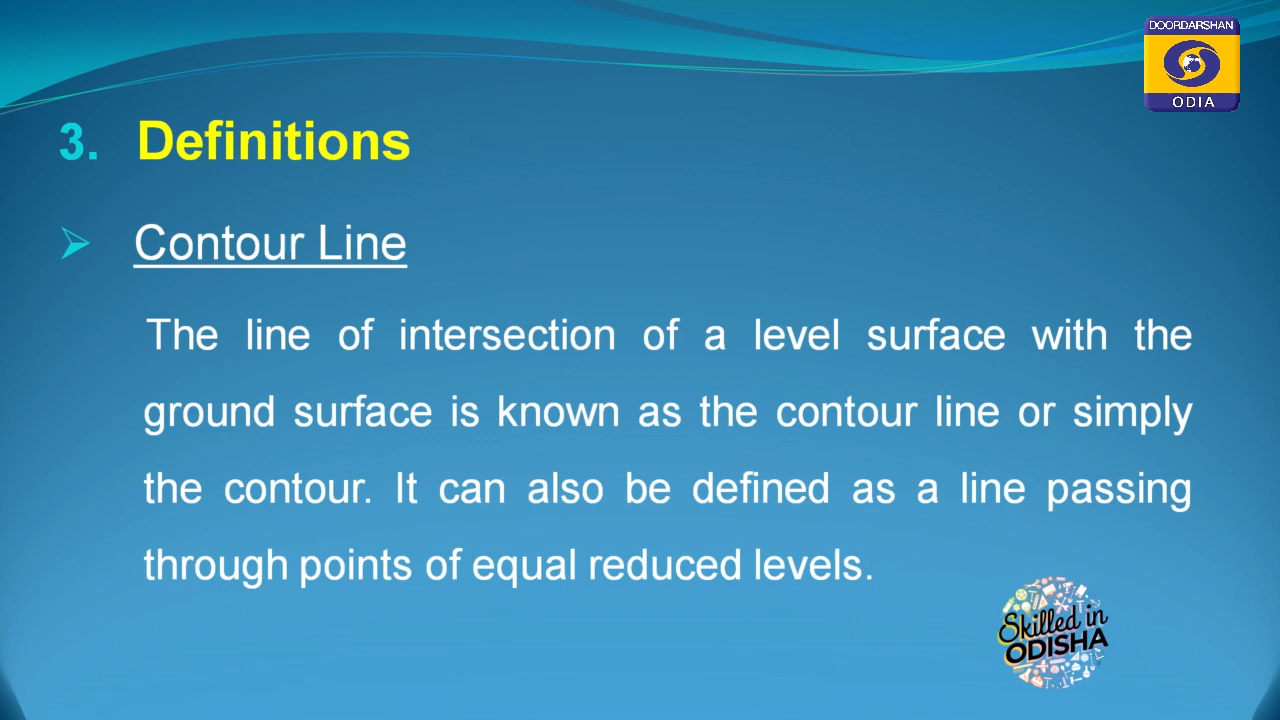 DOORDARSHAN
ODIA
3. Definitions
Contour Line
The line of intersection of a level surface with the
ground surface is known as the contour line or simply
the contour. It can also be defined as a line passing
through points of equal reduced levels.
Skilled in
ODISHA